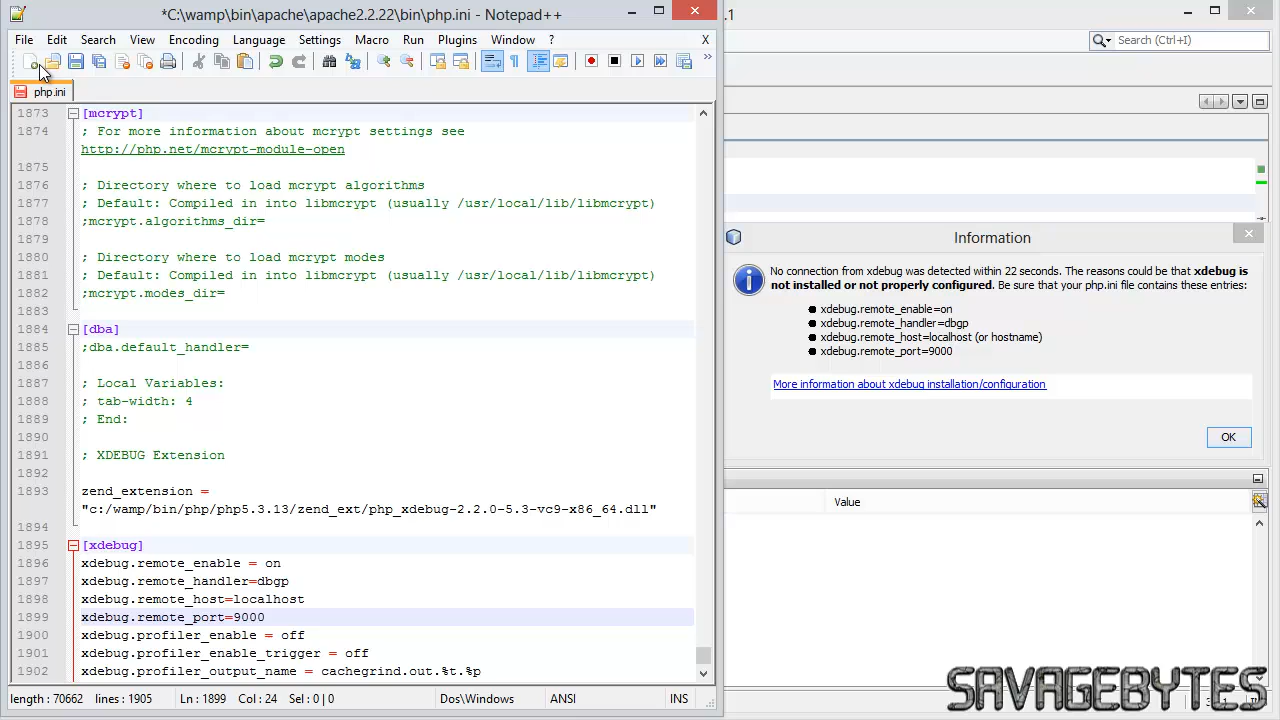 *C:\wamp\bin\apache\apache2.2.22\bin\php.ini - Notepad++
.1
File Edit Search View Encoding Language Settings Macro Run Plugins Window ? X
Search (Ctrl+I)
php.ini
1873 [mcrypt]
1874 ; For more information about mcrypt settings see
http://php.net/mcrypt-module-open
1875
1876 ; Directory where to load mcrypt algorithms
1877 ; Default: Compiled in into libmcrypt (usually /usr/local/lib/libmcrypt)
1878 ;mcrypt.algorithms_dir=
1879
1880 ; Directory where to load mcrypt modes
1881 ; Default: Compiled in into libmcrypt (usually /usr/local/lib/libmcrypt)
1882 ;mcrypt.modes_dir=
1883
1884 [dba]
1885 ;dba.default_handler=
1886
1887 ; Local Variables:
1888 ; tab-width: 4
1889 ; End:
1890
1891 ; XDEBUG Extension
1892
1893 zend_extension =
"c:/wamp/bin/php/php5.3.13/zend_ext/php_xdebug-2.2.0-5.3-vc9-x86_64.dll"
1894
1895 [xdebug]
1896 xdebug.remote_enable = on
1897 xdebug.remote_handler=dbgp
1898 xdebug.remote_host=localhost
1899 xdebug.remote_port=9000
1900 xdebug.profiler_enable = off
1901 xdebug.profiler_enable_trigger = off
1902 xdebug.profiler_output_name = cachegrind.out.%t.%p
length : 70662 lines : 1905 Ln : 1899 Col : 24 Sel : 0 | 0 Dos\Windows ANSI INS
Information
No connection from xdebug was detected within 22 seconds. The reasons could be that xdebug is
not installed or not properly configured. Be sure that your php.ini file contains these entries:
xdebug.remote_enable=on
xdebug.remote_handler=dbgp
xdebug.remote_host=localhost (or hostname)
xdebug.remote_port=9000
More information about xdebug installation/configuration
OK
Value
SAVAGEBYTES